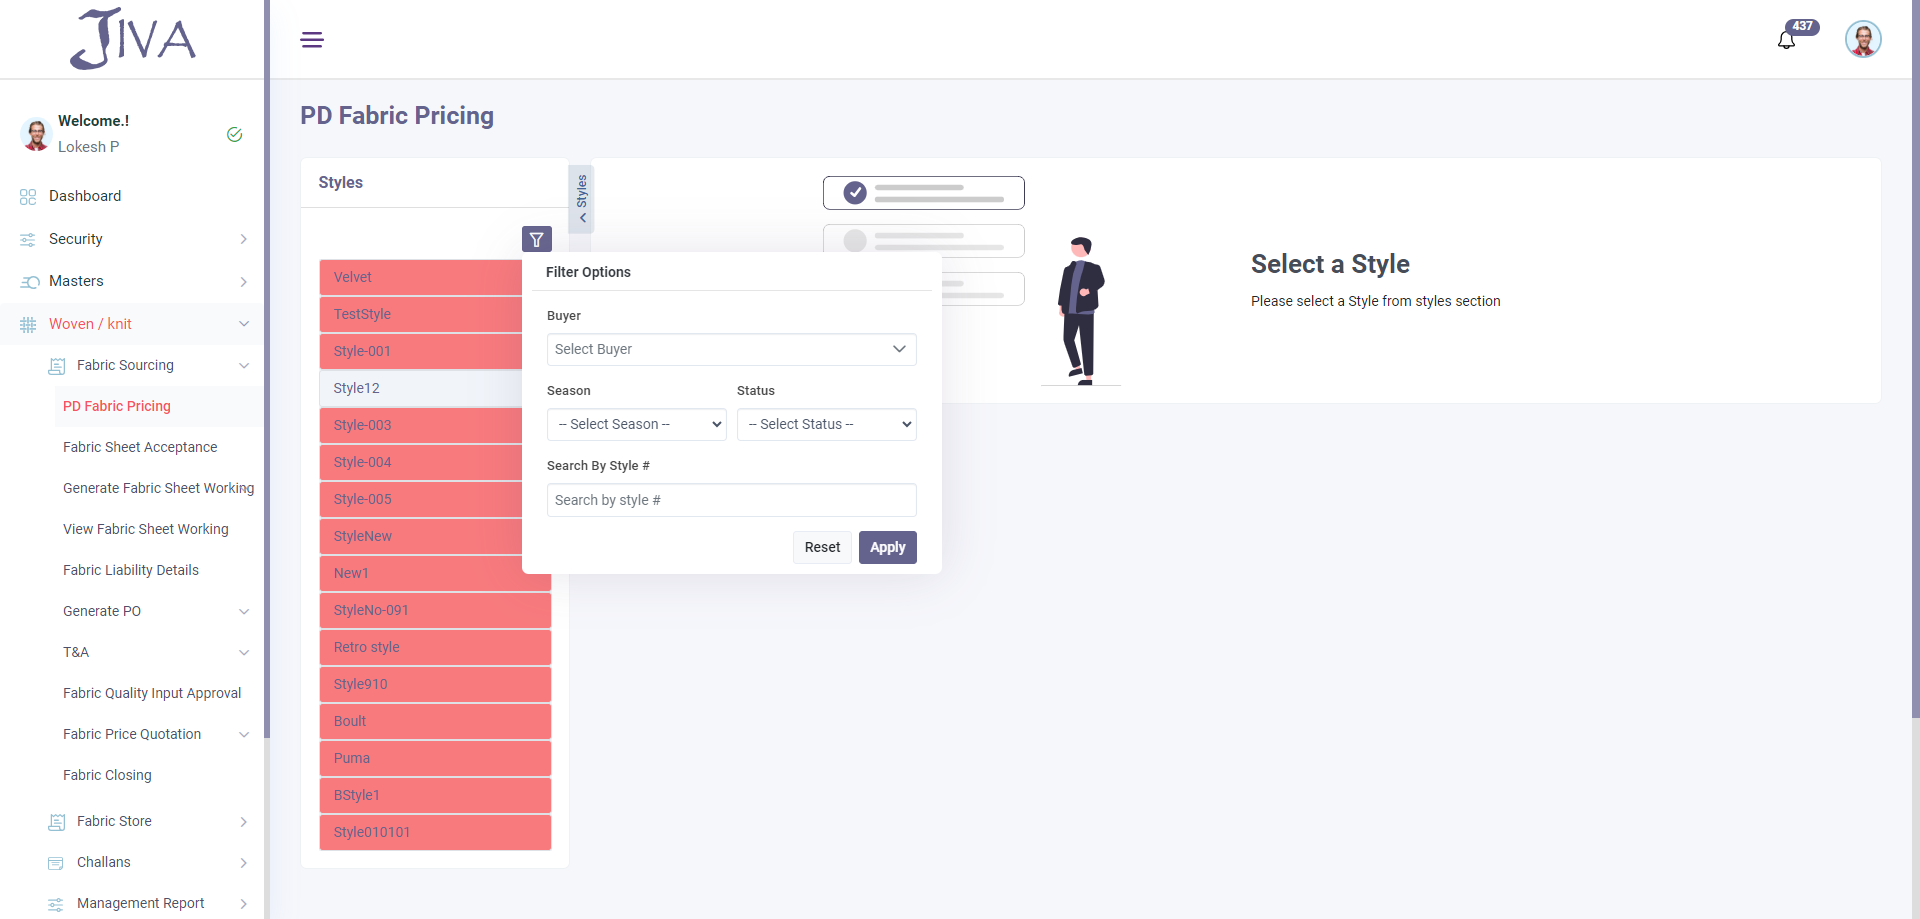 JIVA
437
Welcome.!
Lokesh P
Dashboard
Security
Masters
Woven / knit
Fabric Sourcing
PD Fabric Pricing
Fabric Sheet Acceptance
Generate Fabric Sheet Working
View Fabric Sheet Working
Fabric Liability Details
Generate PO
T&A
Fabric Quality Input Approval
Fabric Price Quotation
Fabric Closing
Fabric Store
Challans
Management Report
PD Fabric Pricing
Styles
Styles
Velvet
TestStyle
Style-001
Style12
Style-003
Style-004
Style-005
StyleNew
New1
StyleNo-091
Retro style
Style910
Boult
Puma
BStyle1
Style010101
Filter Options
Buyer
Select Buyer
Season
Status
-- Select Season --
-- Select Status --
Search By Style #
Search by style #
Reset
Apply
Select a Style
Please select a Style from styles section